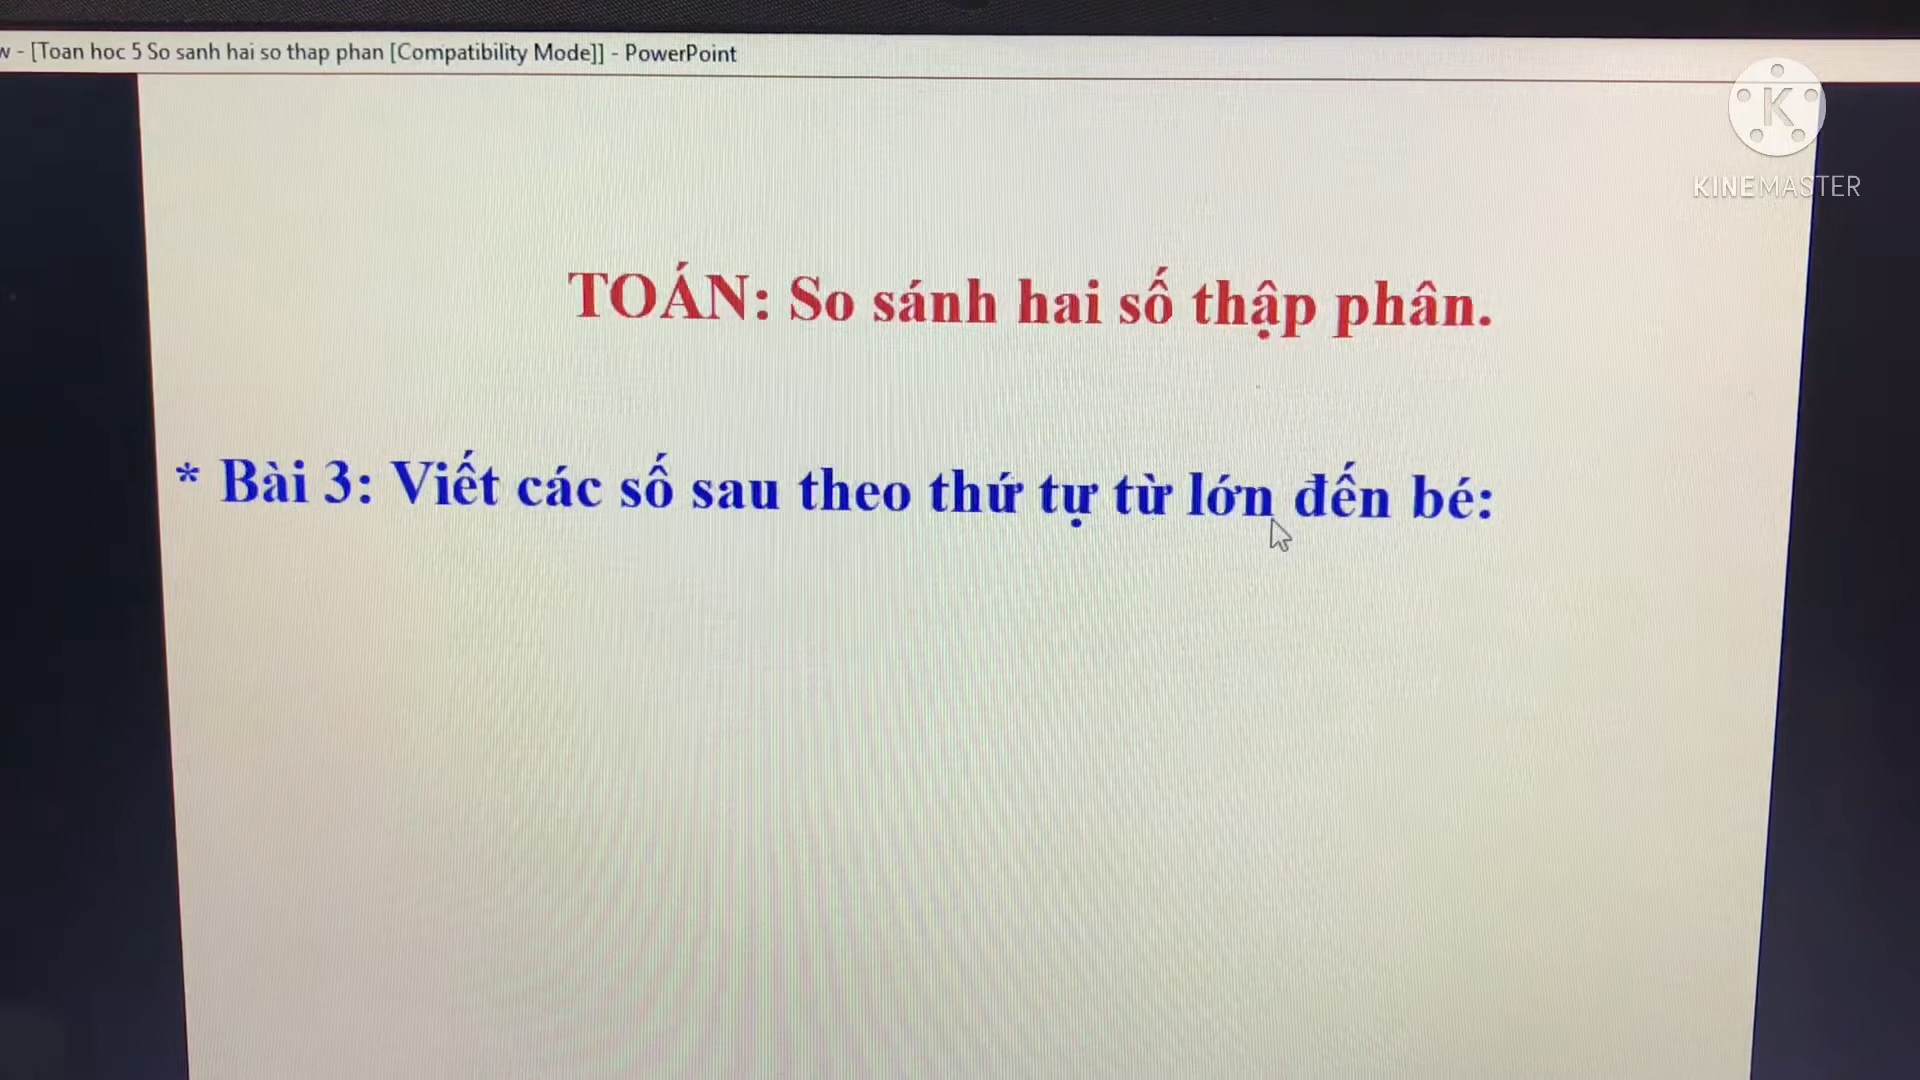 - [Toan hoc 5 So sanh hai so thap phan [Compatibility Mode]] - PowerPoint
K
KINEMASTER
TOÁN: So sánh hai số thập phân.
* Bài 3: Viết các số sau theo thứ tự từ lớn đến bé: